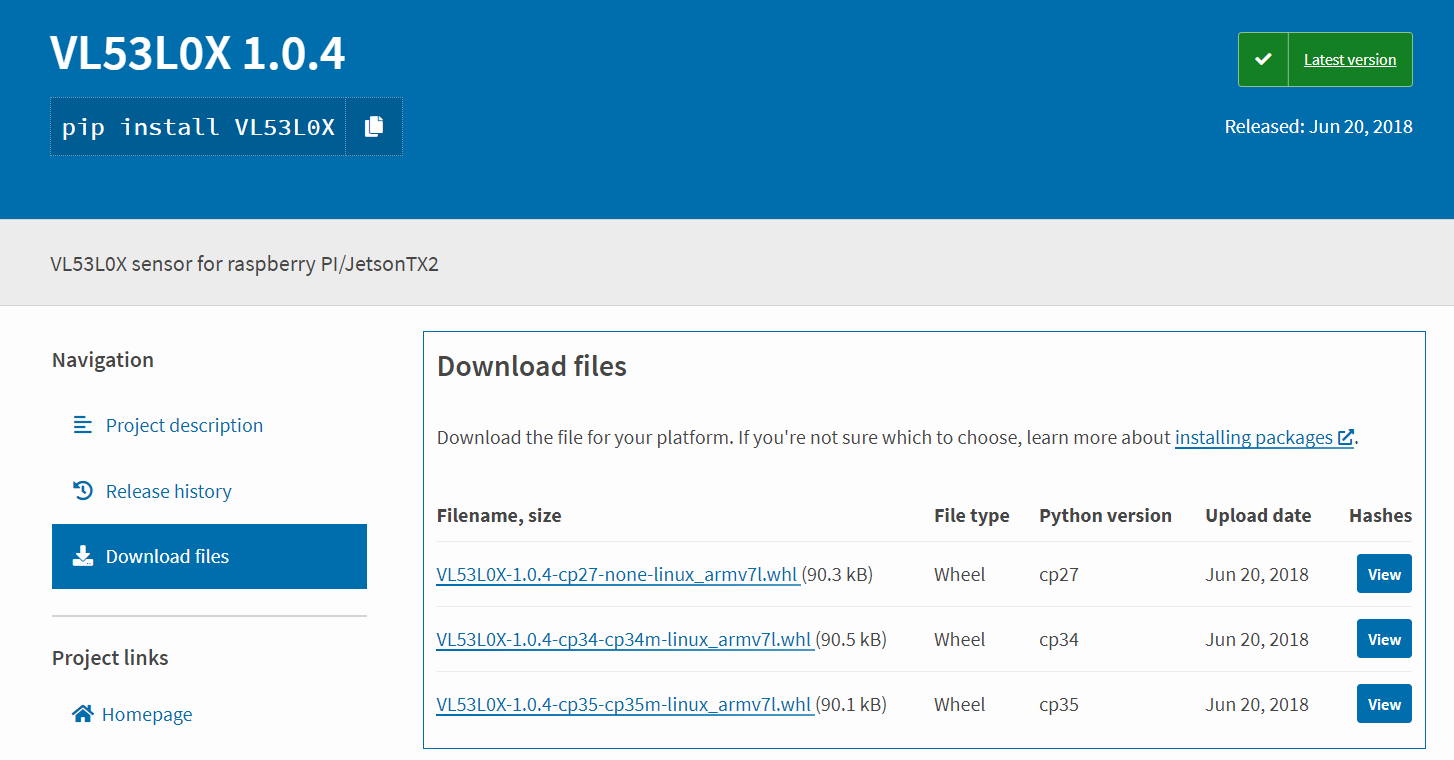 VL53L0X 1.0.4
pip install VL53L0X
Latest version
Released: Jun 20, 2018
VL53L0X sensor for raspberry PI/JetsonTX2
Navigation
Project description
Release history
Download files
Project links
Homepage
Download files
Download the file for your platform. If you're not sure which to choose, learn more about installing packages.
Filename, size File type Python version Upload date Hashes
VL53L0X-1.0.4-cp27-none-linux_armv7l.whl (90.3 kB) Wheel cp27 Jun 20, 2018 View
VL53L0X-1.0.4-cp34-cp34m-linux_armv7l.whl (90.5 kB) Wheel cp34 Jun 20, 2018 View
VL53L0X-1.0.4-cp35-cp35m-linux_armv7l.whl (90.1 kB) Wheel cp35 Jun 20, 2018 View